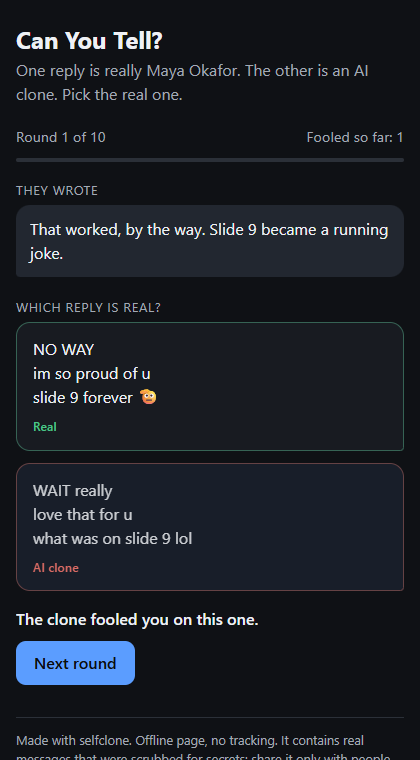 Can You Tell?
One reply is really Maya Okafor. The other is an AI
clone. Pick the real one.
Round 1 of 10
Fooled so far: 1
THEY WROTE
That worked, by the way. Slide 9 became a running
joke.
WHICH REPLY IS REAL?
NO WAY
im so proud of u
slide 9 forever 🫡
Real
WAIT really
love that for u
what was on slide 9 lol
AI clone
The clone fooled you on this one.
Next round
Made with selfclone. Offline page, no tracking. It contains real
messages that were scrubbed for secrets; share it only with people